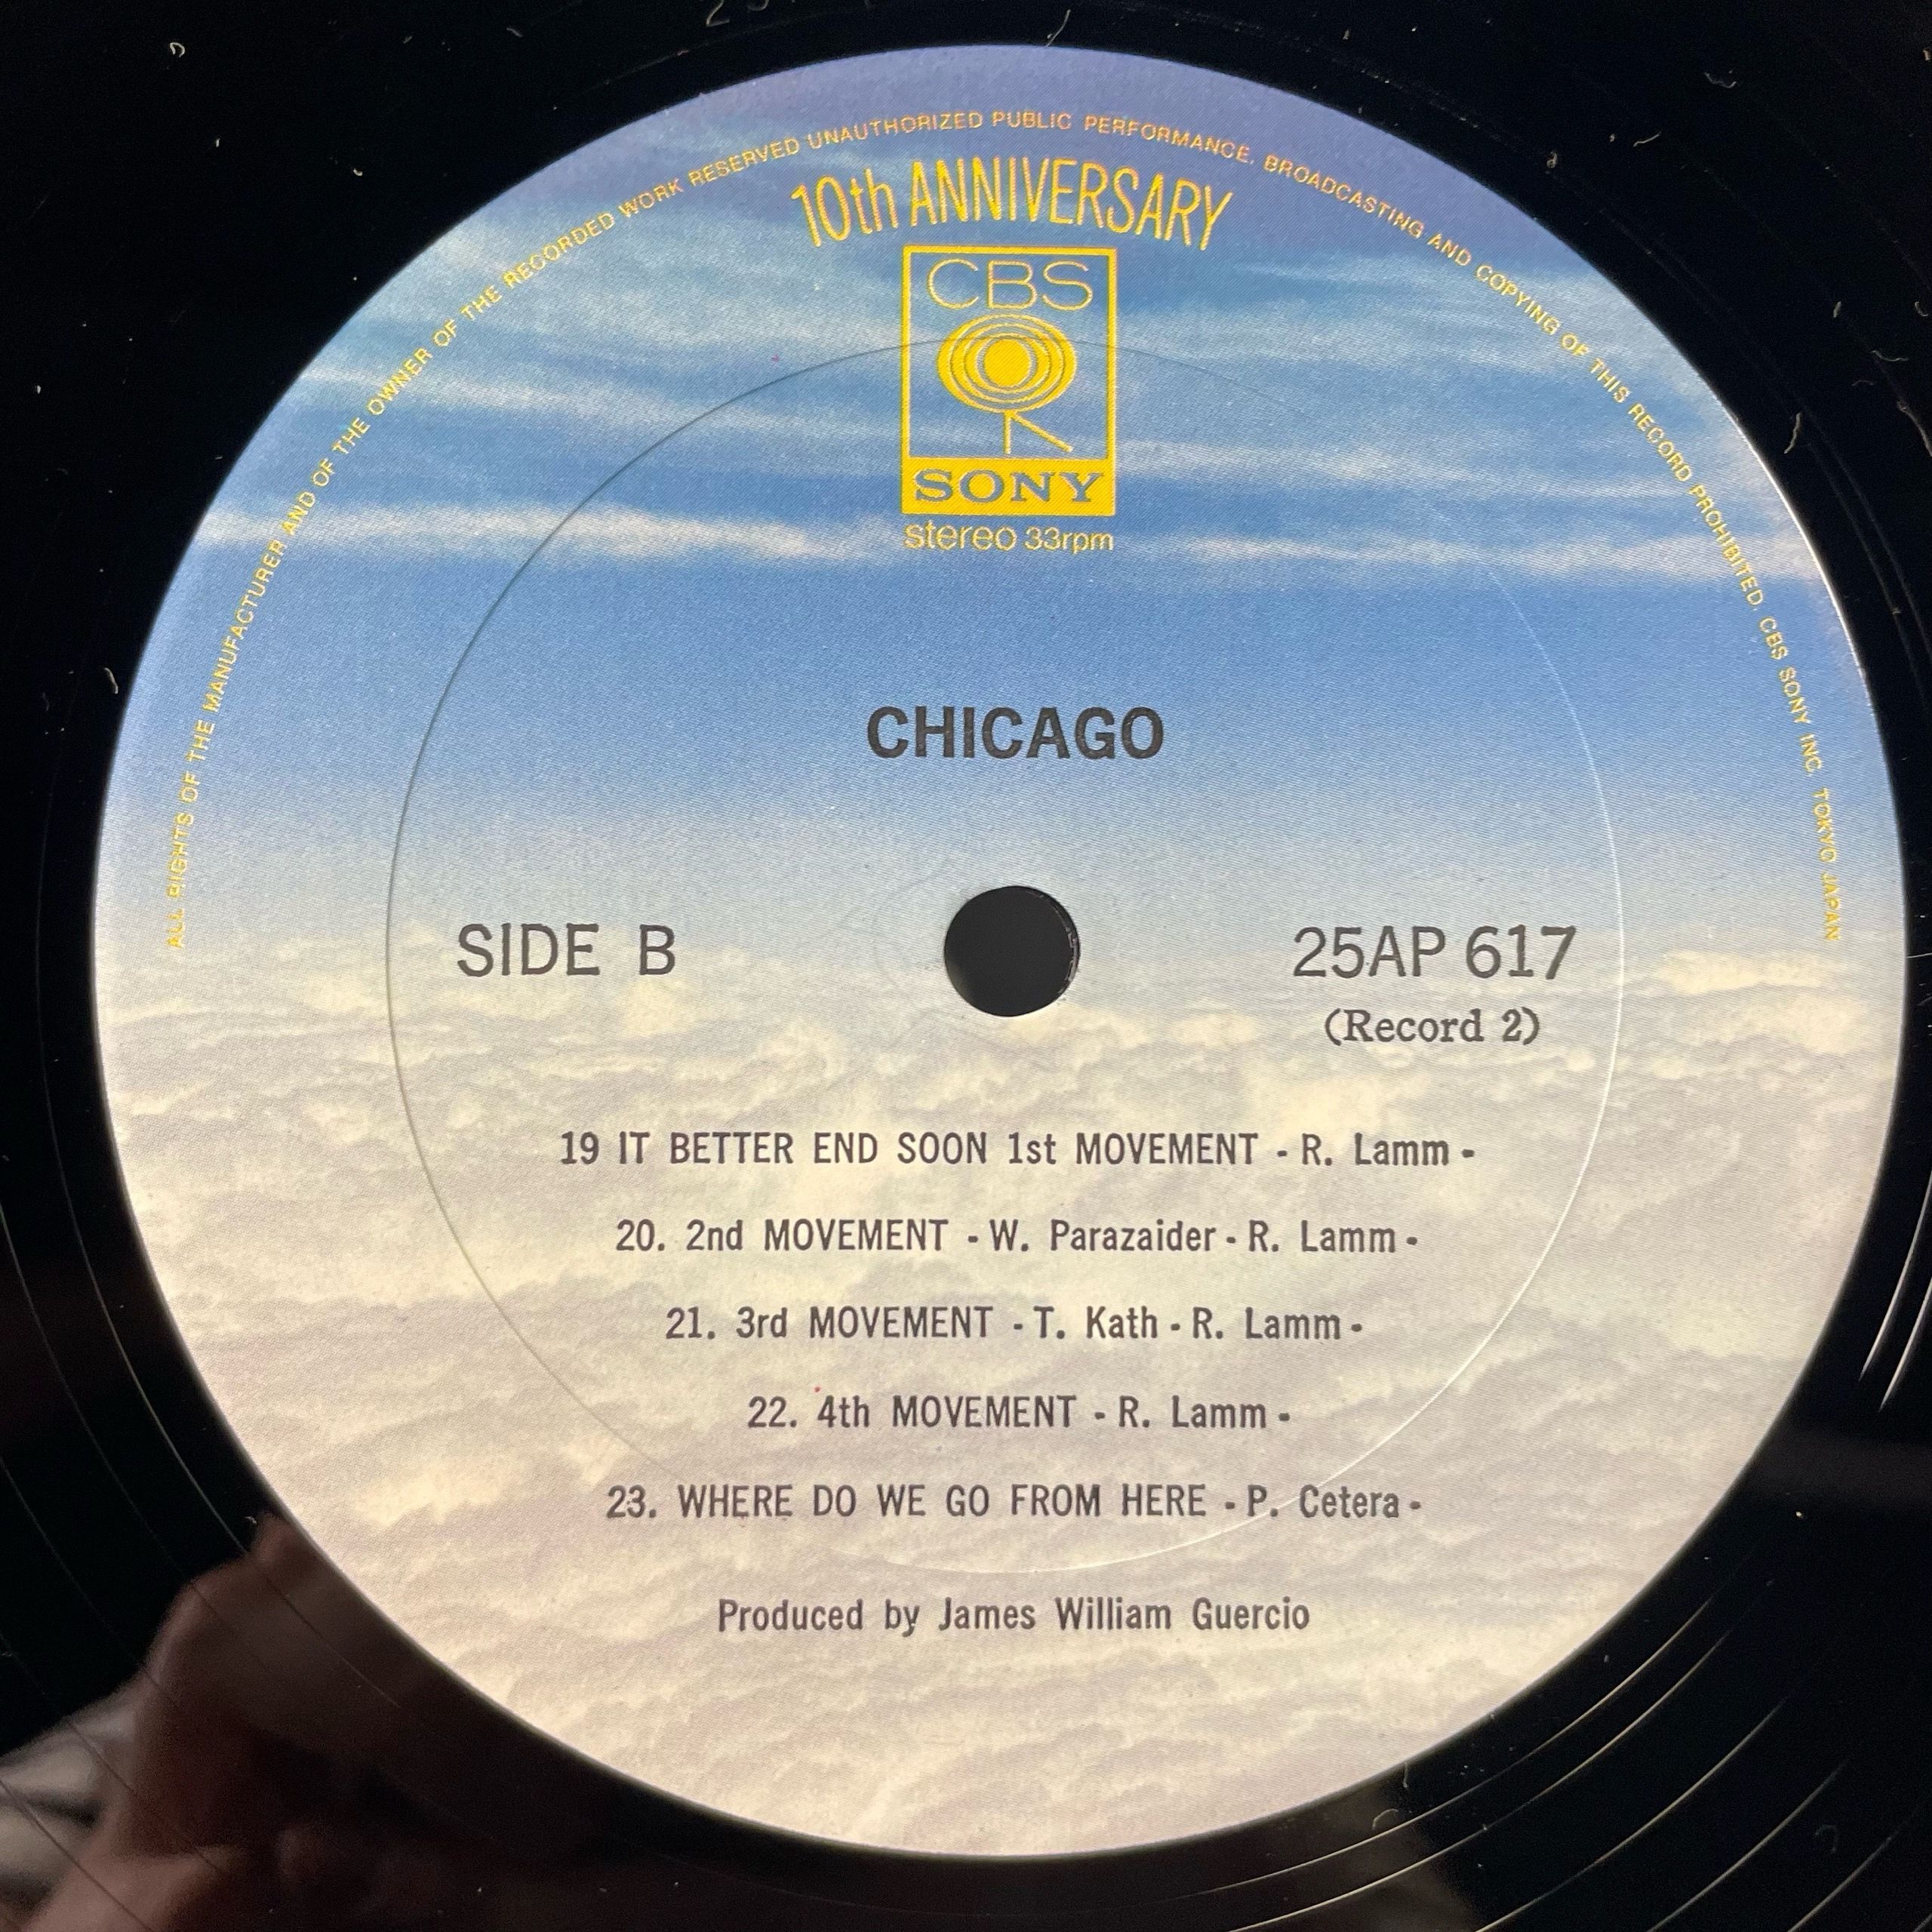 ALL RIGHTS OF THE MANUFACTURER AND OF THE OWNER OF THE RECORDED WORK RESERVED UNAUTHORIZED PUBLIC PERFORMANCE, BROADCASTING AND COPYING OF THIS RECORD PROHIBITED. CBS SONY INC. TOKYO JAPAN
10th ANNIVERSARY
CBS
SONY
stereo 33rpm
CHICAGO
SIDE B
25AP 617
(Record 2)
19 IT BETTER END SOON 1st MOVEMENT - R. Lamm -
20. 2nd MOVEMENT - W. Parazaider - R. Lamm -
21. 3rd MOVEMENT - T. Kath - R. Lamm -
22. 4th MOVEMENT - R. Lamm -
23. WHERE DO WE GO FROM HERE - P. Cetera -
Produced by James William Guercio